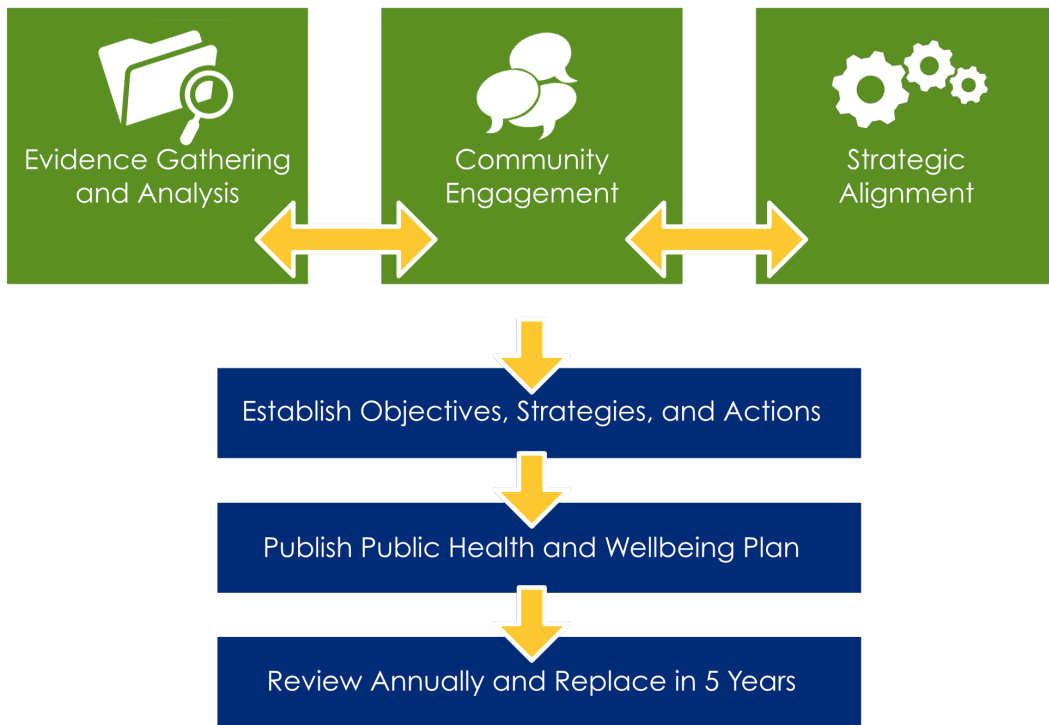 Evidence Gathering
and Analysis
Community
Engagement
Strategic
Alignment
Establish Objectives, Strategies, and Actions
Publish Public Health and Wellbeing Plan
Review Annually and Replace in 5 Years